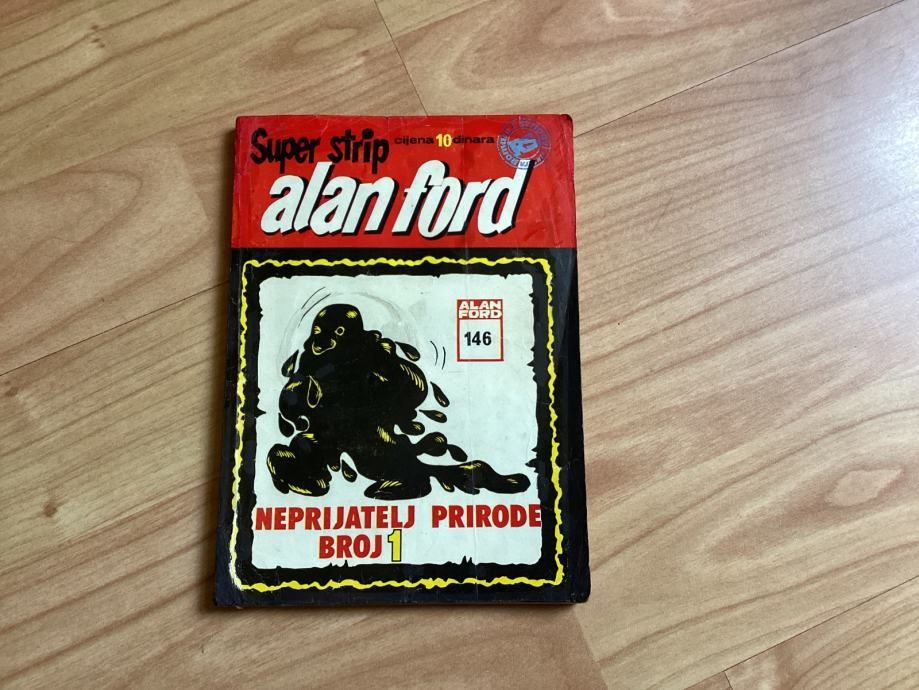 Super strip cijena 10 dinara
alan ford
ALAN
FORD
146
NEPRIJATELJ PRIRODE
BROJ 1